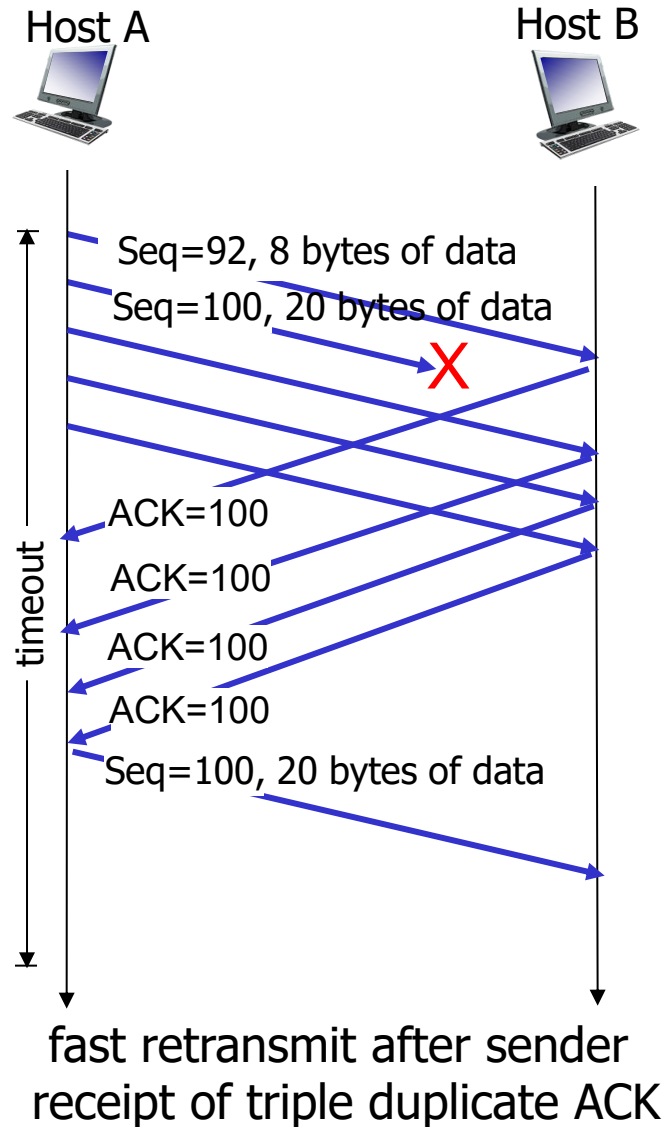 Host A
Host B
Seq=92, 8 bytes of data
Seq=100, 20 bytes of data
X
ACK=100
ACK=100
ACK=100
ACK=100
timeout
Seq=100, 20 bytes of data
fast retransmit after sender
receipt of triple duplicate ACK